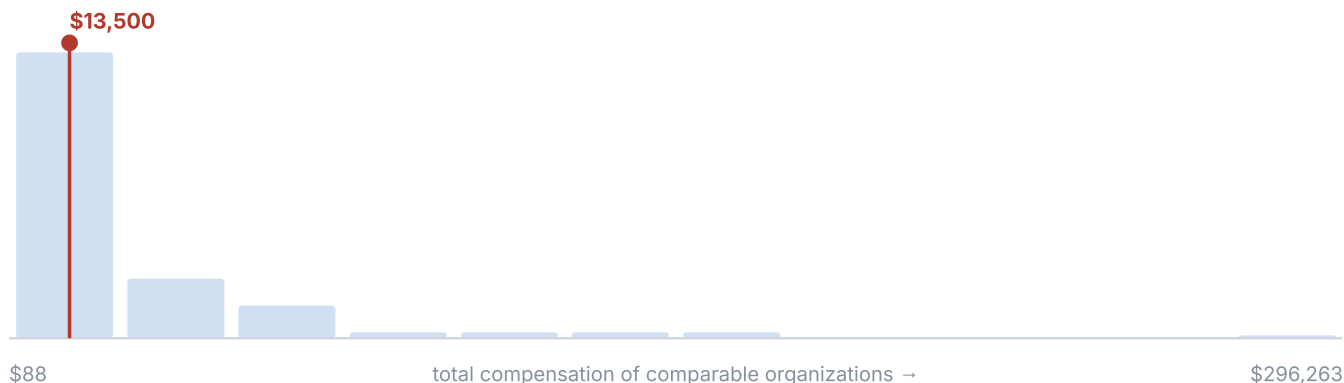 $13,500
$88 total compensation of comparable organizations → $296,263